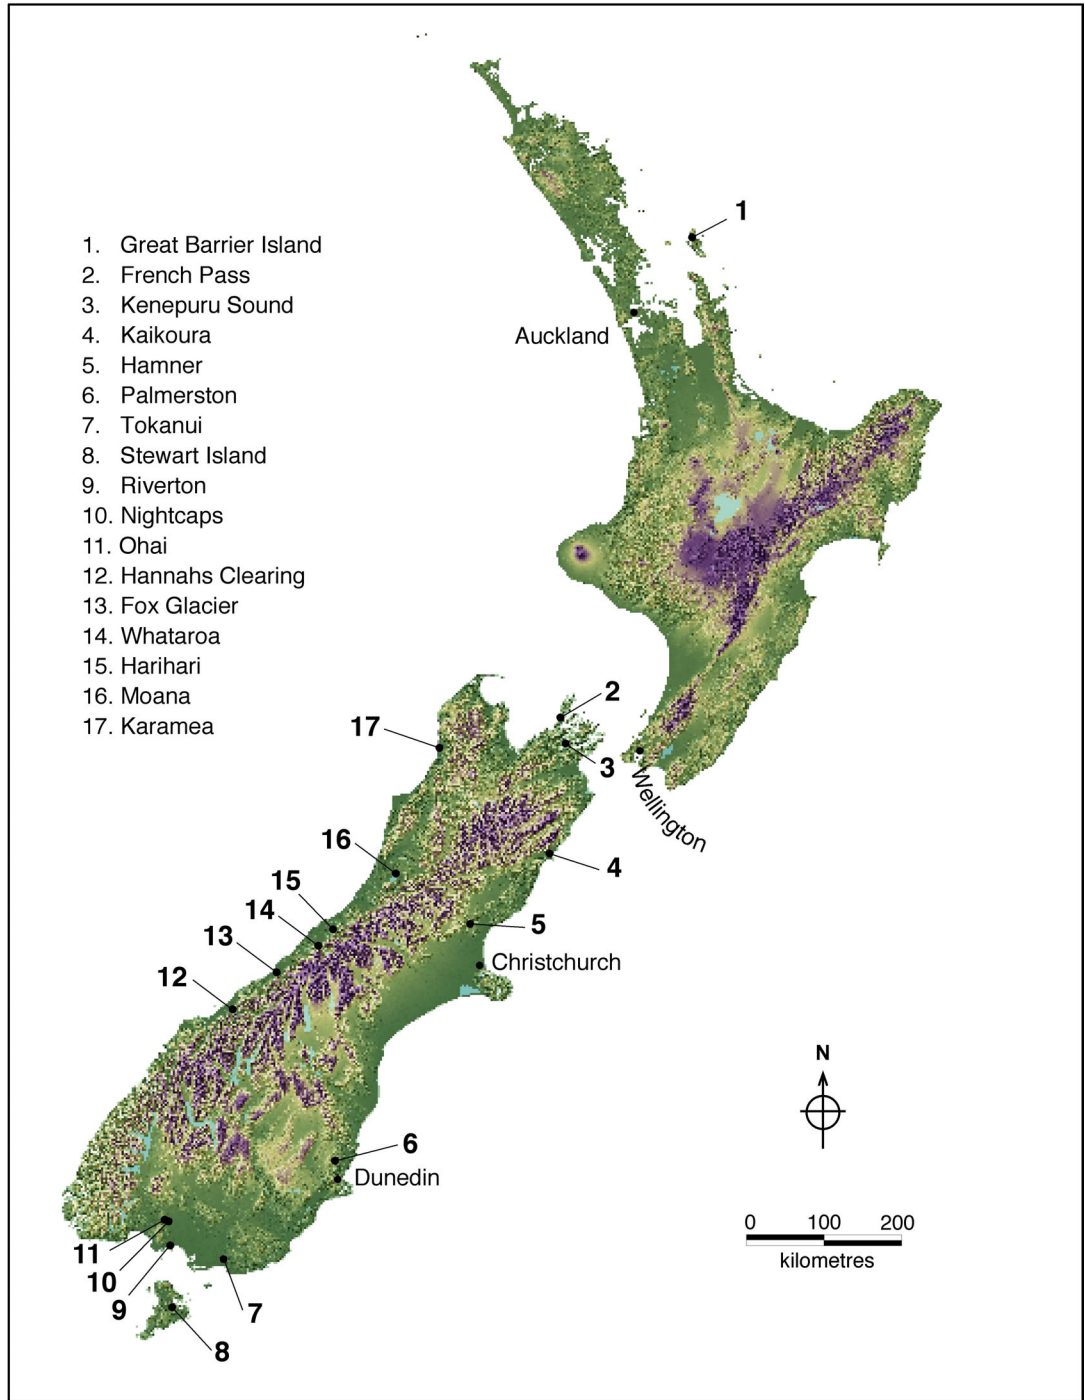 1
1. Great Barrier Island
2. French Pass
3. Kenepuru Sound
4. Kaikoura
5. Hamner
6. Palmerston
7. Tokanui
8. Stewart Island
9. Riverton
10. Nightcaps
11. Ohai
12. Hannahs Clearing
13. Fox Glacier
14. Whataroa
15. Harihari
16. Moana
17. Karamea
Auckland
2
17
3
Wellington
16
4
15
14
5
13
Christchurch
12
N
6
Dunedin
0 100 200
kilometres
11
10
9
7
8